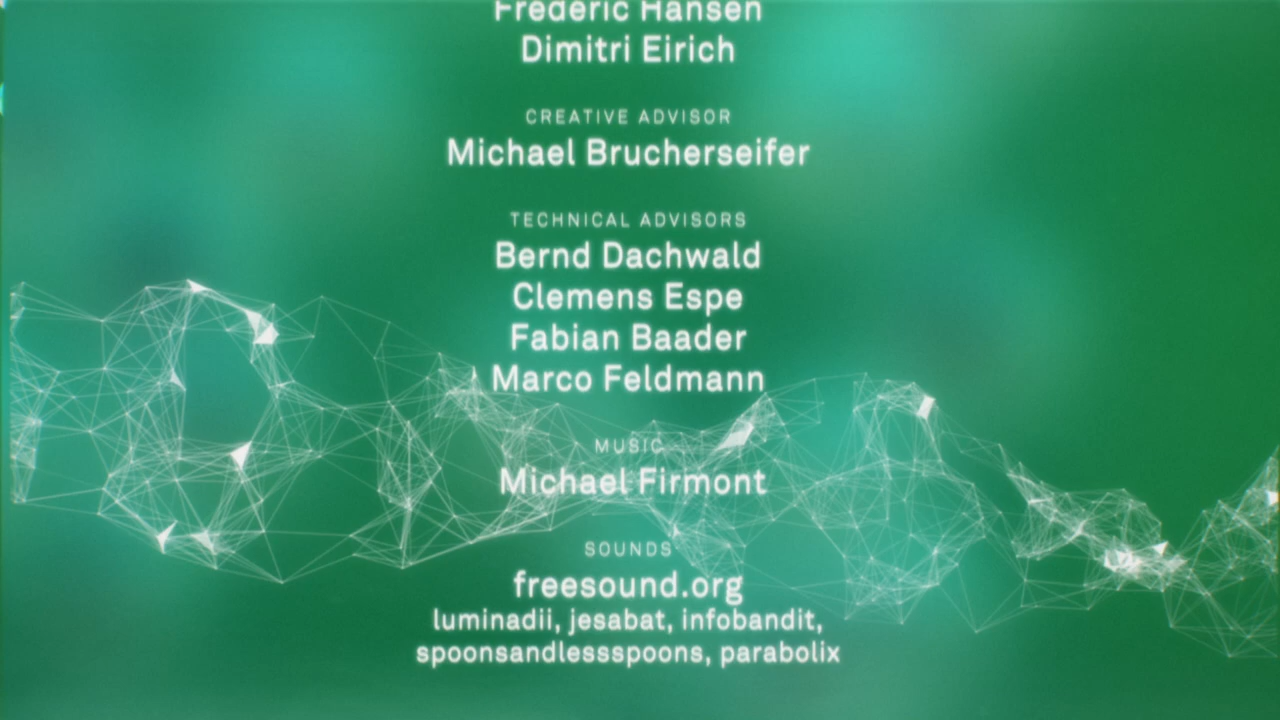 Frederic Hansen
Dimitri Eirich
CREATIVE ADVISOR
Michael Brucherseifer
TECHNICAL ADVISORS
Bernd Dachwald
Clemens Espe
Fabian Baader
Marco Feldmann
MUSIC
Michael Firmont
SOUNDS
freesound.org
luminadii, jesabat, infobandit,
spoonsandlessspoons, parabolix